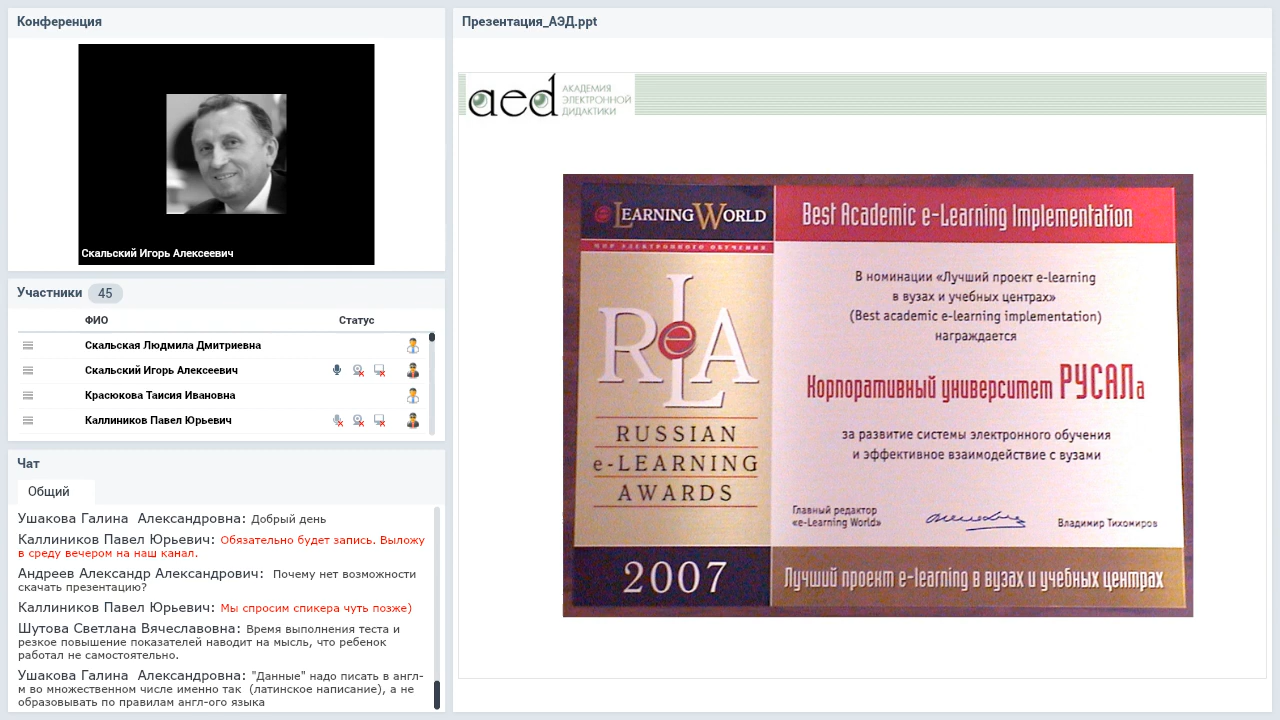 Конференция
Скальский Игорь Алексеевич
Участники 45
ФИО Статус
Скальская Людмила Дмитриевна
Скальский Игорь Алексеевич
Красюкова Таисия Ивановна
Каллиников Павел Юрьевич
Чат
Общий
Ушакова Галина  Александровна: Добрый день
Каллиников Павел Юрьевич: Обязательно будет запись. Выложу
в среду вечером на наш канал.
Андреев Александр Александрович:  Почему нет возможности
скачать презентацию?
Каллиников Павел Юрьевич: Мы спросим спикера чуть позже)
Шутова Светлана Вячеславовна: Время выполнения теста и
резкое повышение показателей наводит на мысль, что ребенок
работал не самостоятельно.
Ушакова Галина  Александровна: "Данные" надо писать в англ-
м во множественном числе именно так  (латинское написание), а не
образовывать по правилам англ-ого языка
Презентация_АЭД.ppt
aed АКАДЕМИЯ
ЭЛЕКТРОННОЙ
ДИДАКТИКИ
e LEARNING WORLD
МИР ЭЛЕКТРОННОГО ОБУЧЕНИЯ
ReLA
RUSSIAN
e-LEARNING
AWARDS
2007
Best Academic e-Learning Implementation
В номинации «Лучший проект e-learning
в вузах и учебных центрах»
(Best academic e-learning implementation)
награждается
Корпоративный университет РУСАЛа
за развитие системы электронного обучения
и эффективное взаимодействие с вузами
Главный редактор
«e-Learning World»
Владимир Тихомиров
Лучший проект e-learning в вузах и учебных центрах